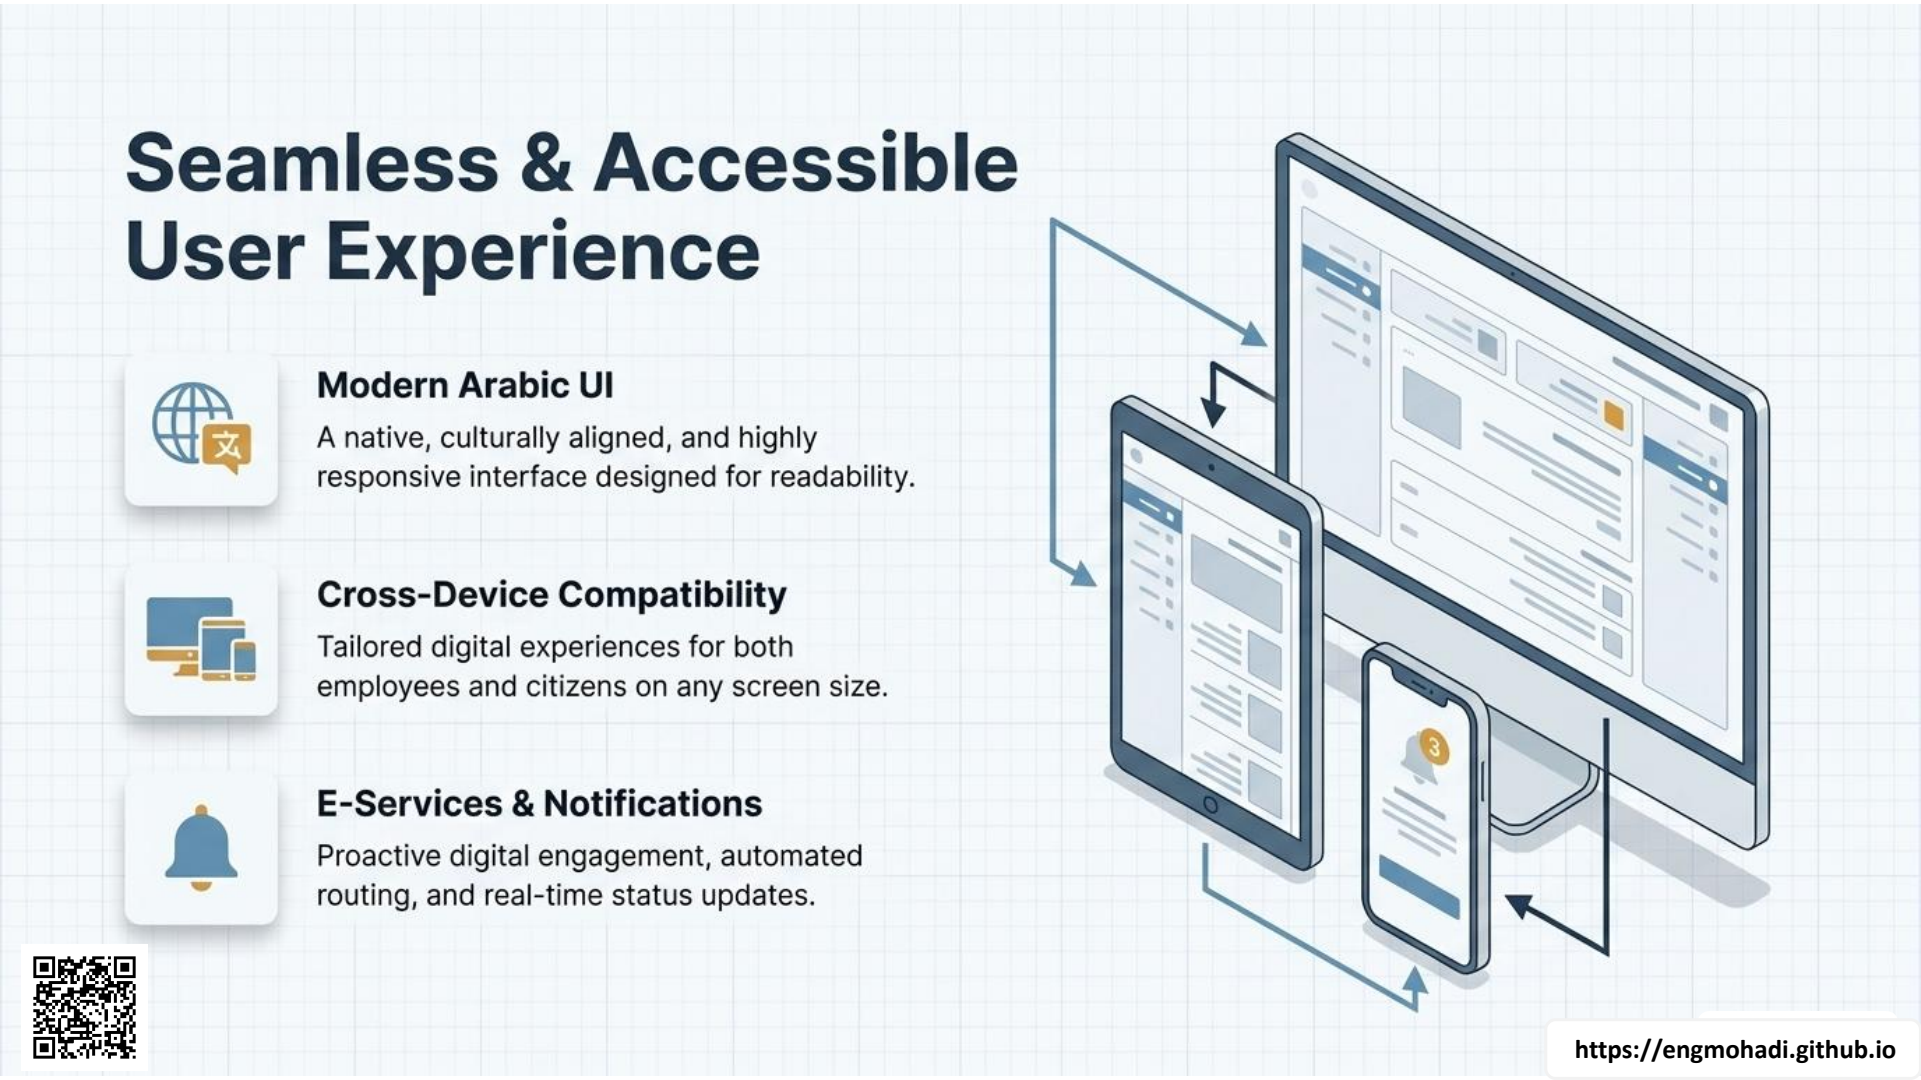 Seamless & Accessible
User Experience
Modern Arabic UI
A native, culturally aligned, and highly
responsive interface designed for readability.
文
Cross-Device Compatibility
Tailored digital experiences for both
employees and citizens on any screen size.
E-Services & Notifications
Proactive digital engagement, automated
routing, and real-time status updates.
3
https://engmohadi.github.io